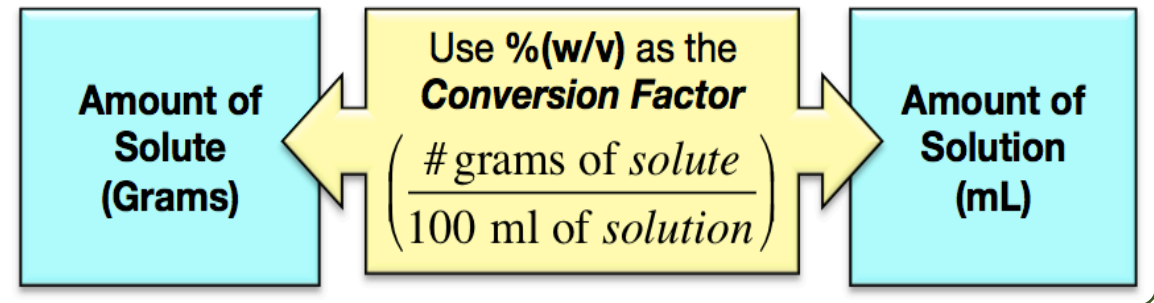 Amount of
Solute
(Grams)
Use %(w/v) as the
Conversion Factor
# grams of solute
100 ml of solution
Amount of
Solution
(mL)